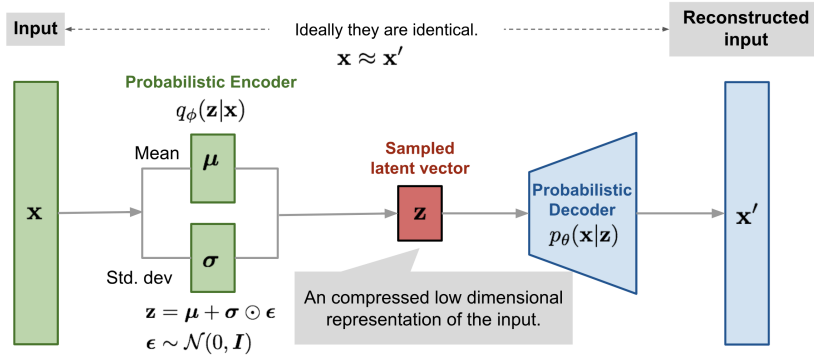 Input
Ideally they are identical.
x ≈ x′
Reconstructed
input
Probabilistic Encoder
qϕ(z|x)
Mean
μ
x
Std. dev
σ
z = μ + σ ⊙ ϵ
ϵ ∼ 𝒩(0, I)
Sampled
latent vector
z
An compressed low dimensional
representation of the input.
Probabilistic
Decoder
pθ(x|z)
x′